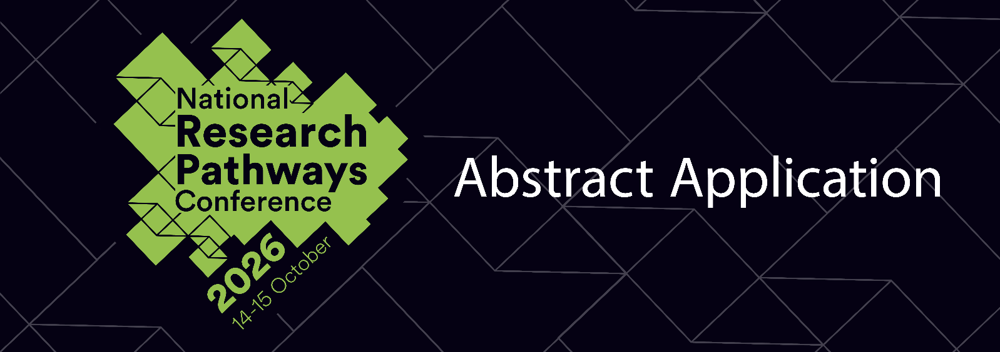 National
Research
Pathways
Conference
2026
14-15 October
Abstract Application